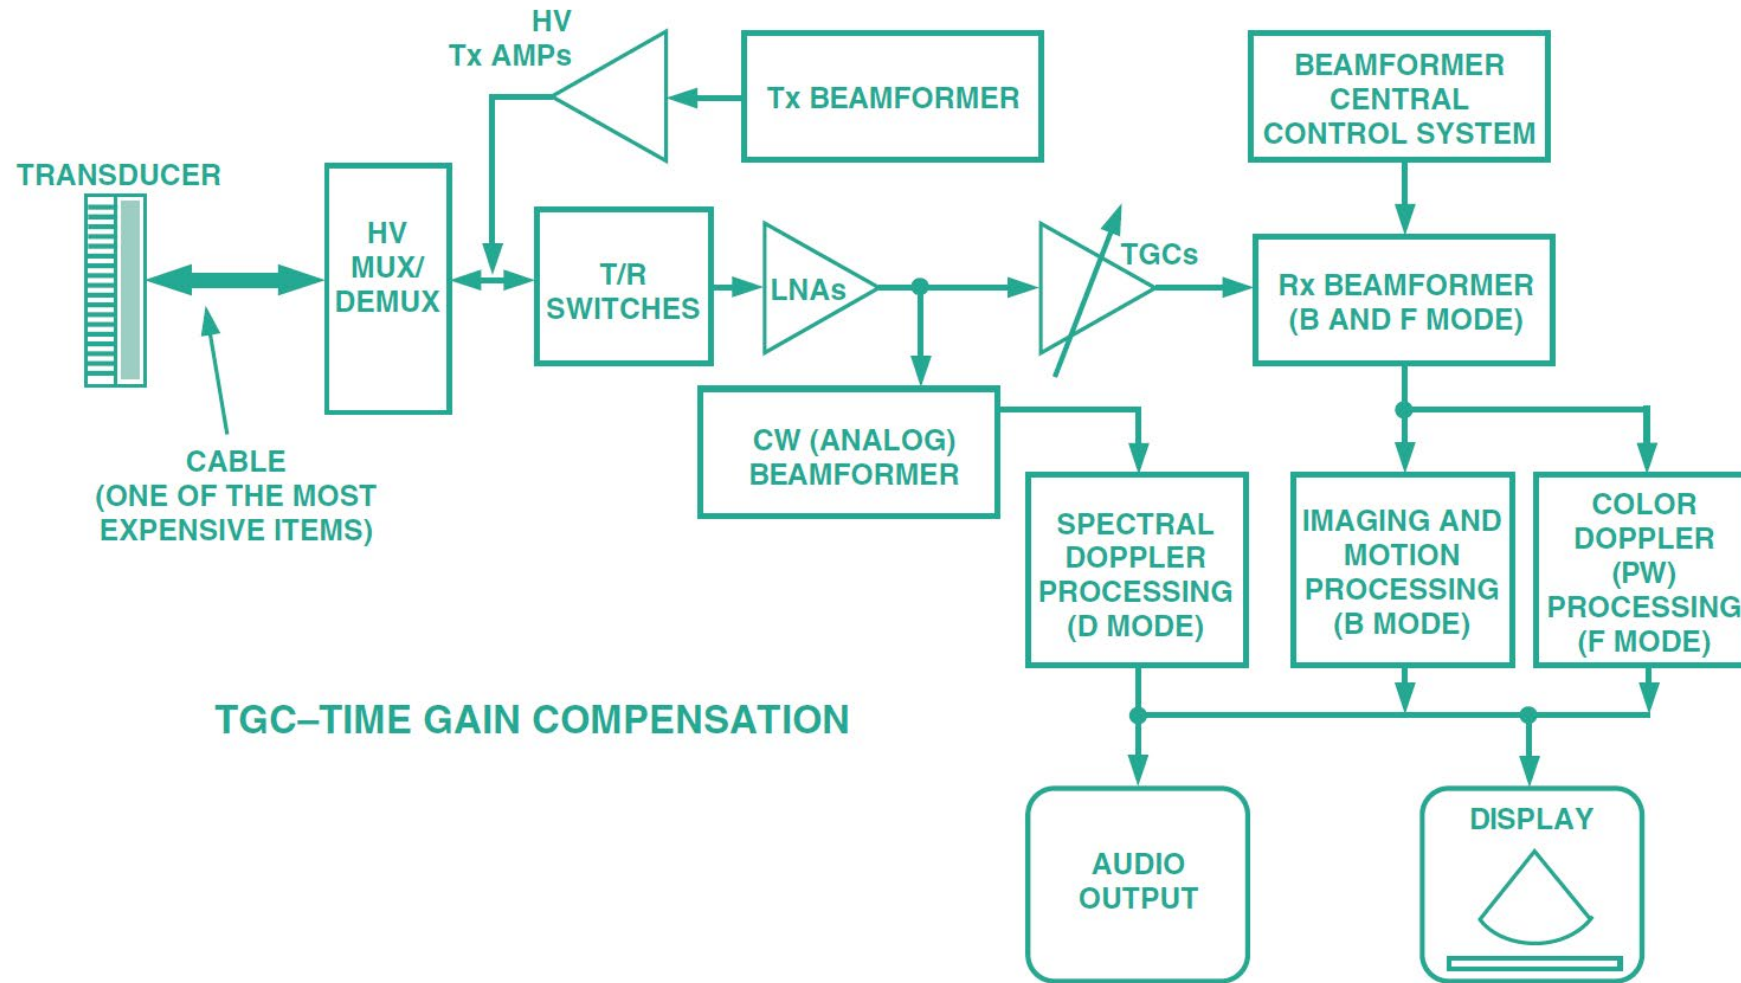 HV
Tx AMPs
Tx BEAMFORMER
BEAMFORMER
CENTRAL
CONTROL SYSTEM
TRANSDUCER
HV
MUX/
DEMUX
T/R
SWITCHES
LNAs
TGCs
Rx BEAMFORMER
(B AND F MODE)
CABLE
(ONE OF THE MOST
EXPENSIVE ITEMS)
CW (ANALOG)
BEAMFORMER
SPECTRAL
DOPPLER
PROCESSING
(D MODE)
IMAGING AND
MOTION
PROCESSING
(B MODE)
COLOR
DOPPLER
(PW)
PROCESSING
(F MODE)
TGC–TIME GAIN COMPENSATION
AUDIO
OUTPUT
DISPLAY